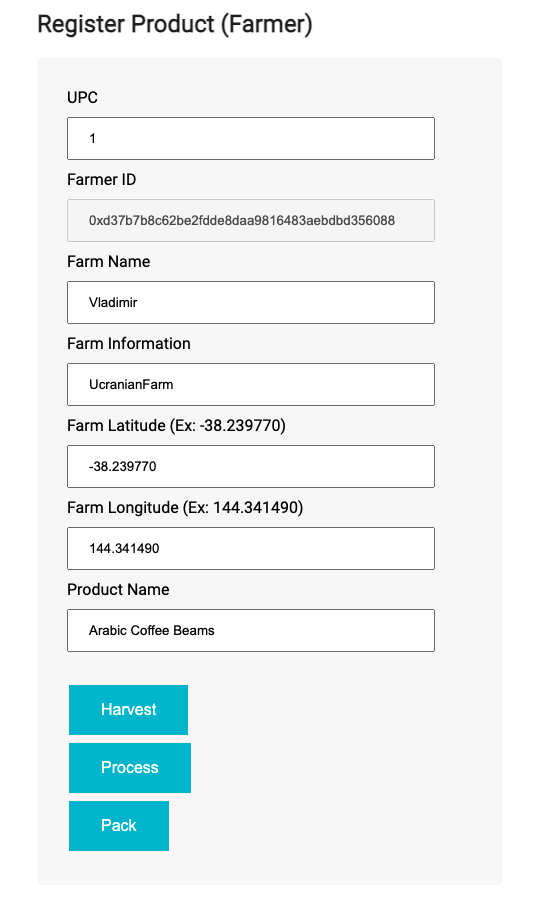 Register Product (Farmer)
UPC
1
Farmer ID
0xd37b7b8c62be2fdde8daa9816483aebdbd356088
Farm Name
Vladimir
Farm Information
UcranianFarm
Farm Latitude (Ex: -38.239770)
-38.239770
Farm Longitude (Ex: 144.341490)
144.341490
Product Name
Arabic Coffee Beams
Harvest
Process
Pack